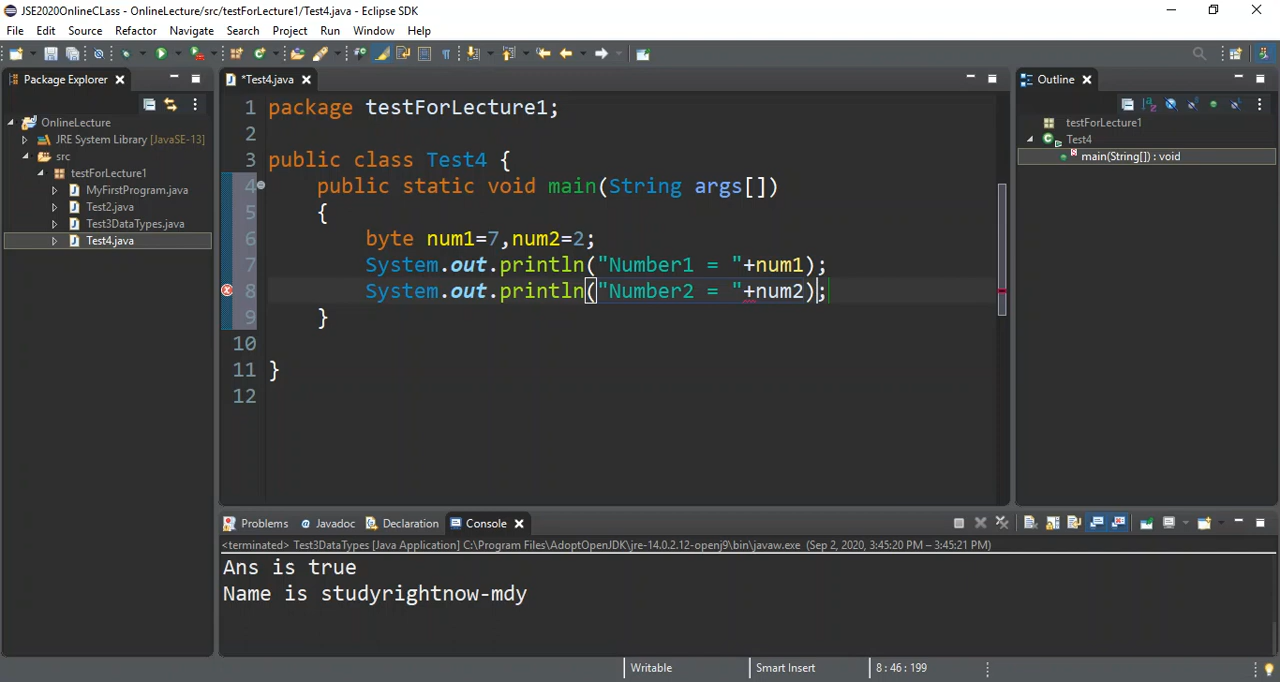 JSE2020OnlineCLass - OnlineLecture/src/testForLecture1/Test4.java - Eclipse SDK
File Edit Source Refactor Navigate Search Project Run Window Help
Package Explorer
OnlineLecture
JRE System Library [JavaSE-13]
src
testForLecture1
MyFirstProgram.java
Test2.java
Test3DataTypes.java
Test4.java
*Test4.java
1 package testForLecture1;
2
3 public class Test4 {
4 public static void main(String args[])
5 {
6 byte num1=7,num2=2;
7 System.out.println("Number1 = "+num1);
8 System.out.println("Number2 = "+num2);
9 }
10
11 }
12
Outline
testForLecture1
Test4
main(String[]) : void
Problems Javadoc Declaration Console
<terminated> Test3DataTypes [Java Application] C:\Program Files\AdoptOpenJDK\jre-14.0.2.12-openj9\bin\javaw.exe (Sep 2, 2020, 3:45:20 PM – 3:45:21 PM)
Ans is true
Name is studyrightnow-mdy
Writable Smart Insert 8 : 46 : 199